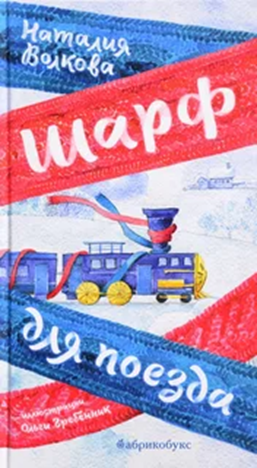 Наталия
Волкова
Шарф
для поезда
иллюстрации
Ольги Гребенник
#абрикобукс